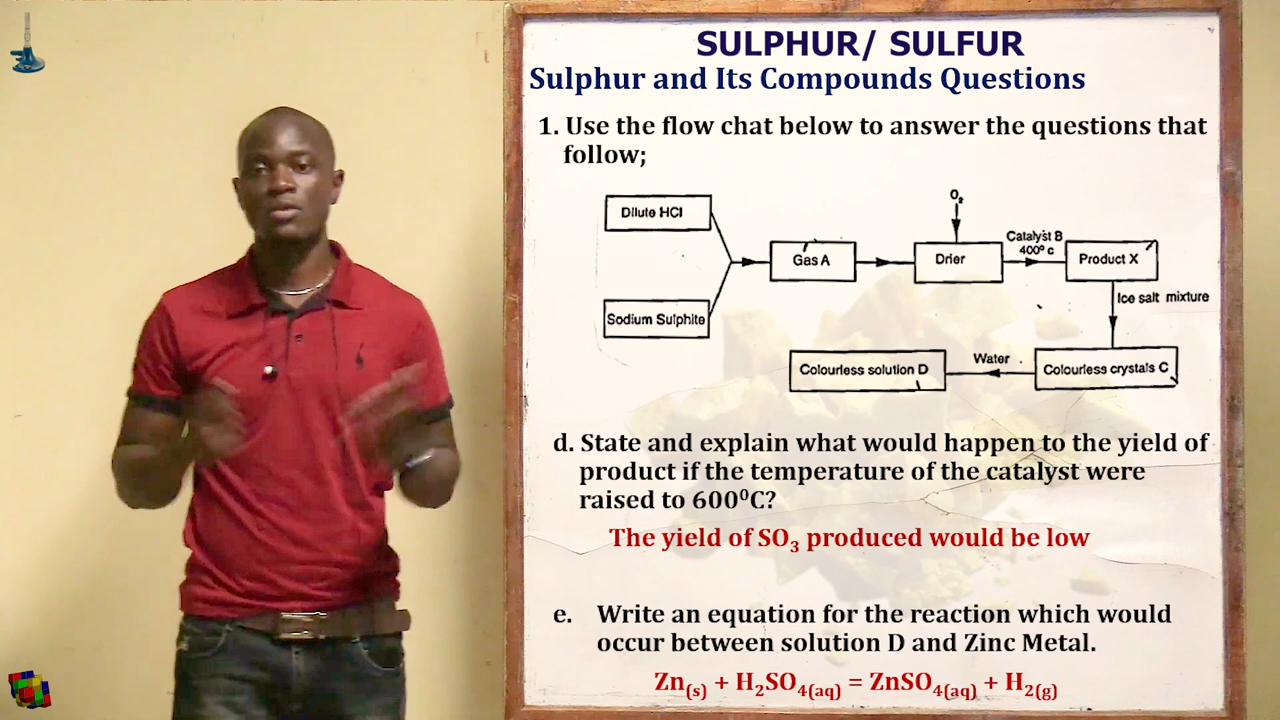 SULPHUR/ SULFUR
Sulphur and Its Compounds Questions
1. Use the flow chat below to answer the questions that
follow;
Dilute HCl
Sodium Sulphite
Gas A
O₂
Drier
Catalyst B
400⁰ c
Product X
Ice salt mixture
Colourless crystals C
Water
Colourless solution D
d. State and explain what would happen to the yield of
product if the temperature of the catalyst were
raised to 600⁰C?
The yield of SO₃ produced would be low
e. Write an equation for the reaction which would
occur between solution D and Zinc Metal.
Zn(s) + H₂SO₄(aq) = ZnSO₄(aq) + H₂(g)